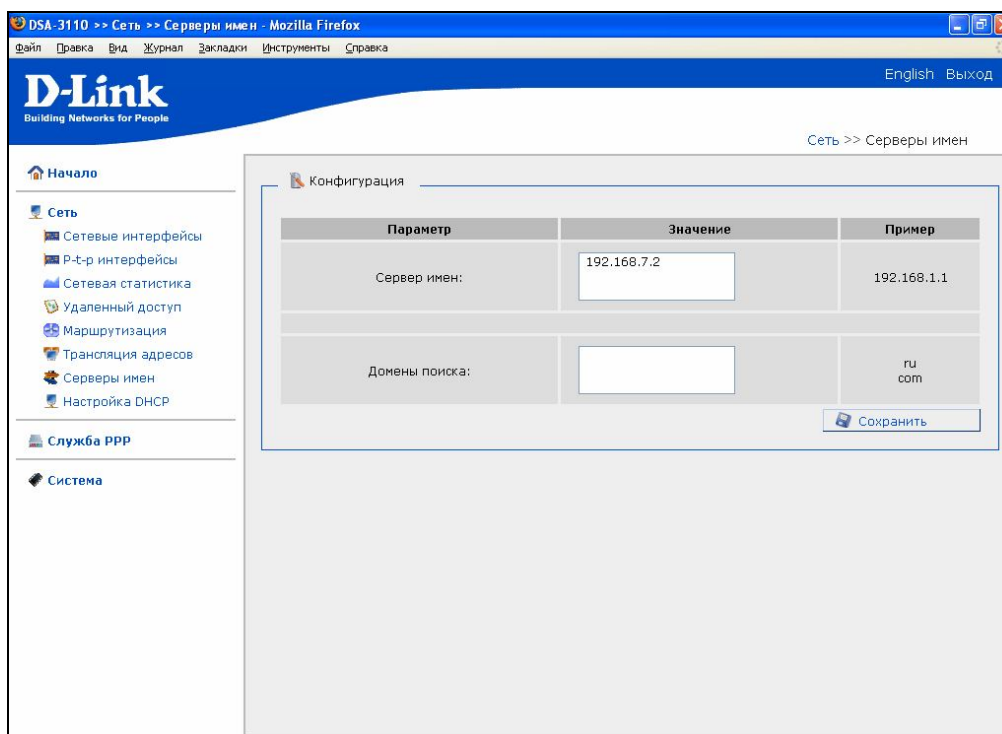 DSA-3110 >> Сеть >> Серверы имен - Mozilla Firefox
Файл Правка Вид Журнал Закладки Инструменты Справка
English Выход
D-Link
Building Networks for People
Сеть >> Серверы имен
Начало
Сеть
Сетевые интерфейсы
P-t-p интерфейсы
Сетевая статистика
Удаленный доступ
Маршрутизация
Трансляция адресов
Серверы имен
Настройка DHCP
Служба PPP
Система
Конфигурация
Параметр Значение Пример
Сервер имен: 192.168.7.2 192.168.1.1
Домены поиска: ru
com
Сохранить